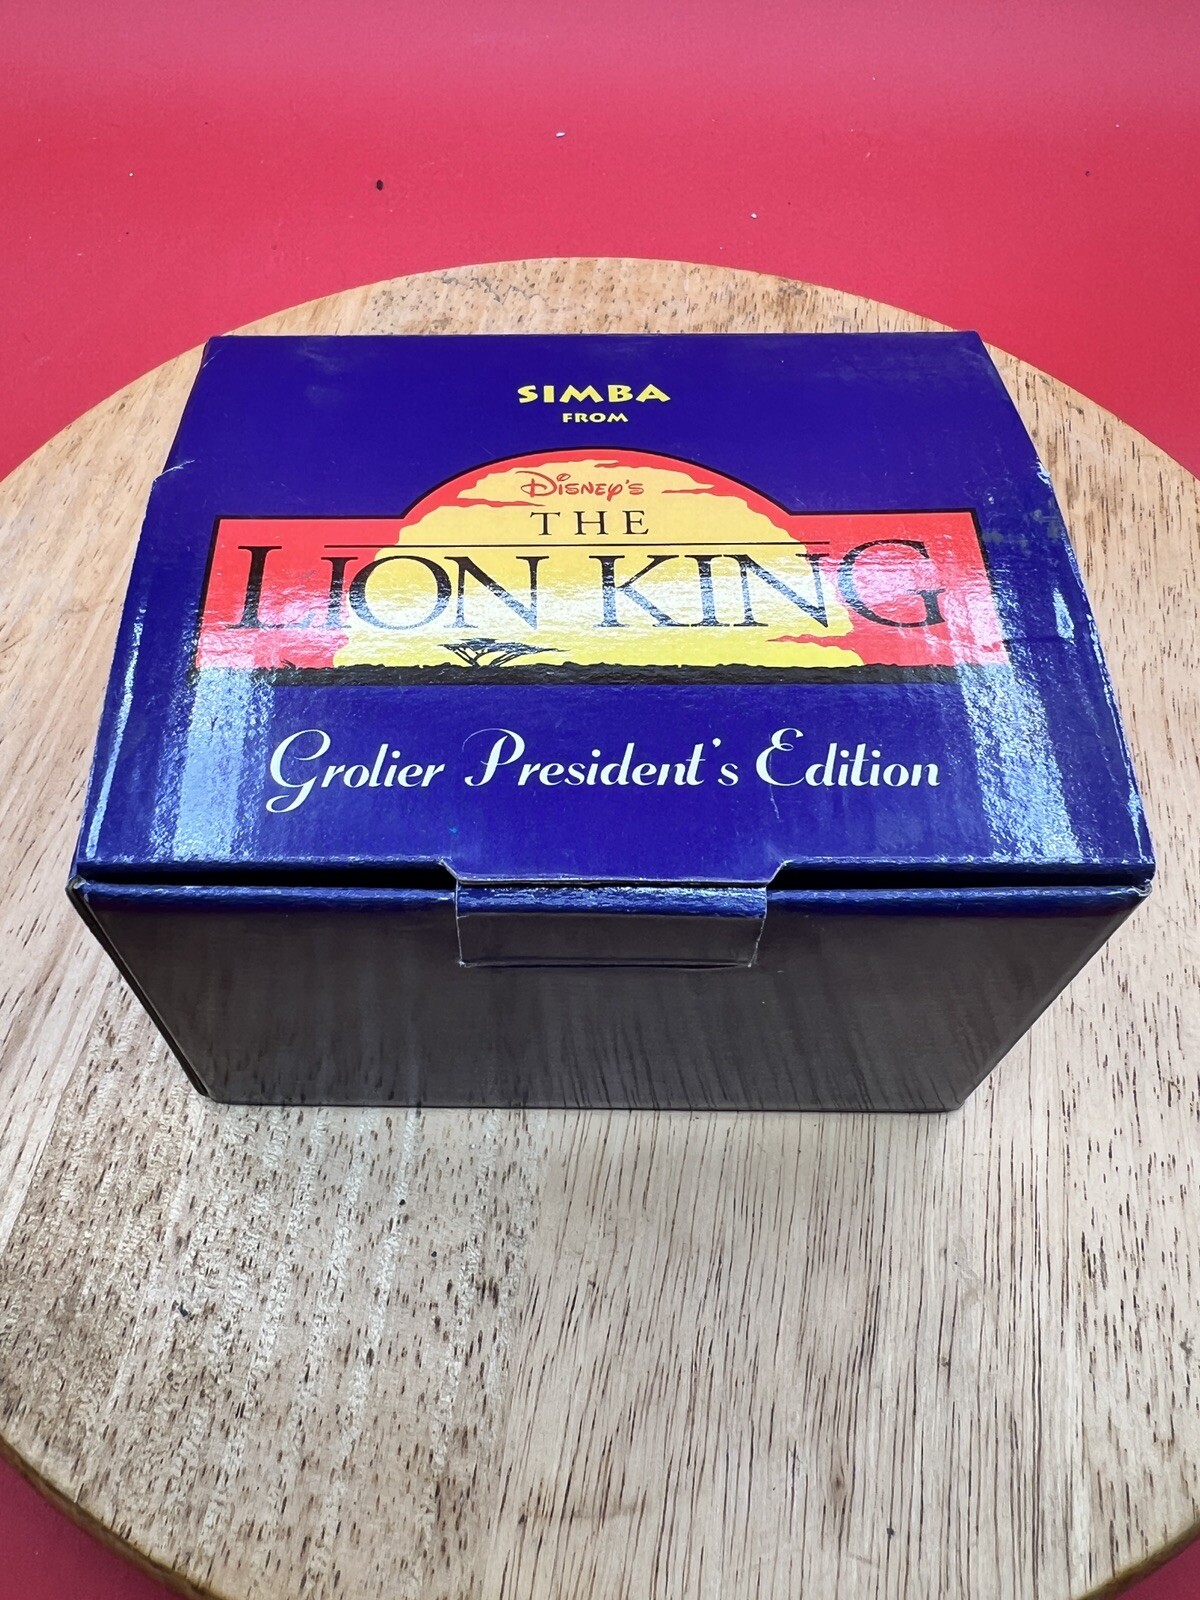 SIMBA
FROM
Disney's
THE
LION KING
Grolier President's Edition